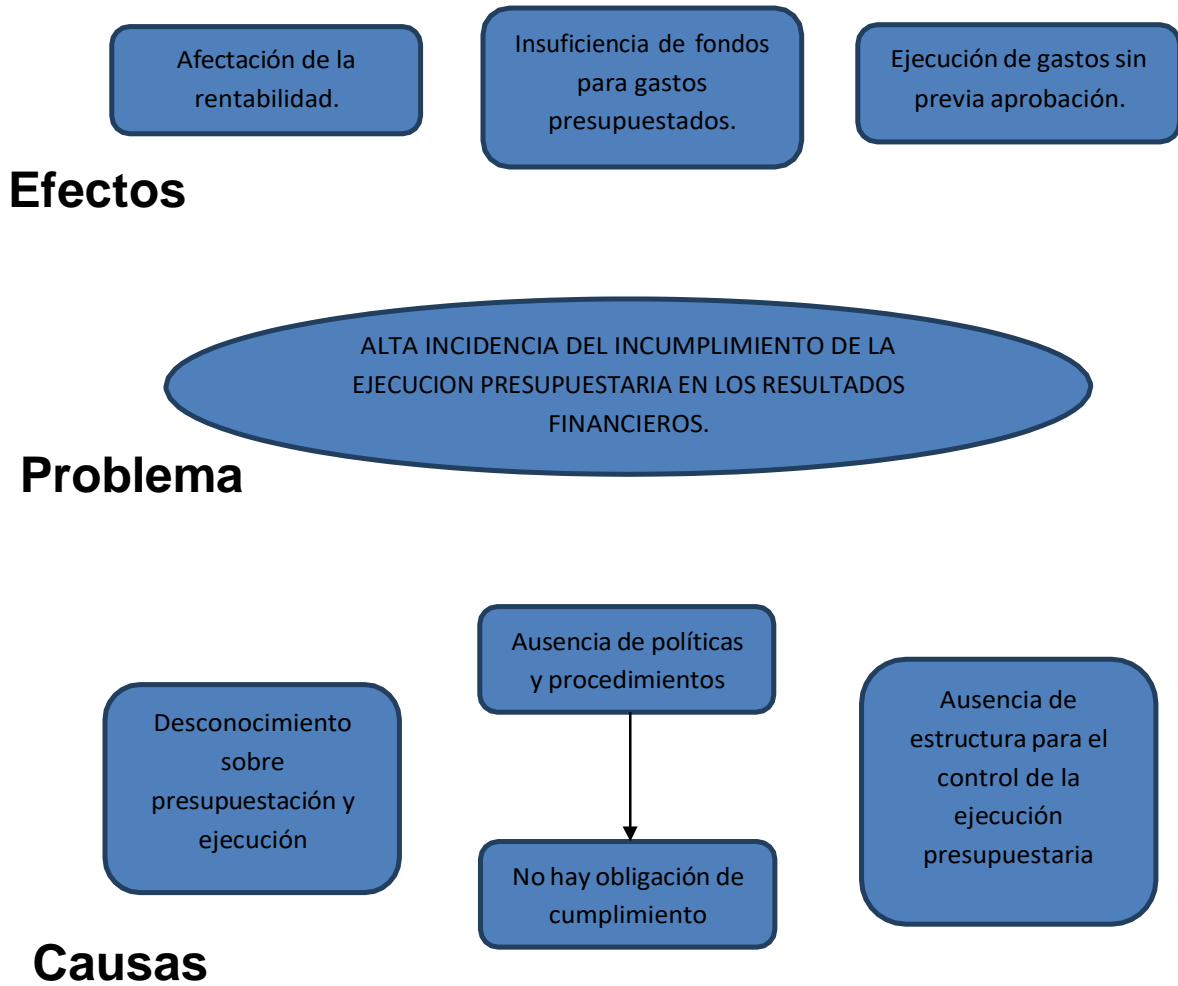 Afectación de la
rentabilidad.
Insuficiencia de fondos
para gastos
presupuestados.
Ejecución de gastos sin
previa aprobación.
Efectos
ALTA INCIDENCIA DEL INCUMPLIMIENTO DE LA
EJECUCION PRESUPUESTARIA EN LOS RESULTADOS
FINANCIEROS.
Problema
Desconocimiento
sobre
presupuestación y
ejecución
Ausencia de políticas
y procedimientos
No hay obligación de
cumplimiento
Ausencia de
estructura para el
control de la
ejecución
presupuestaria
Causas